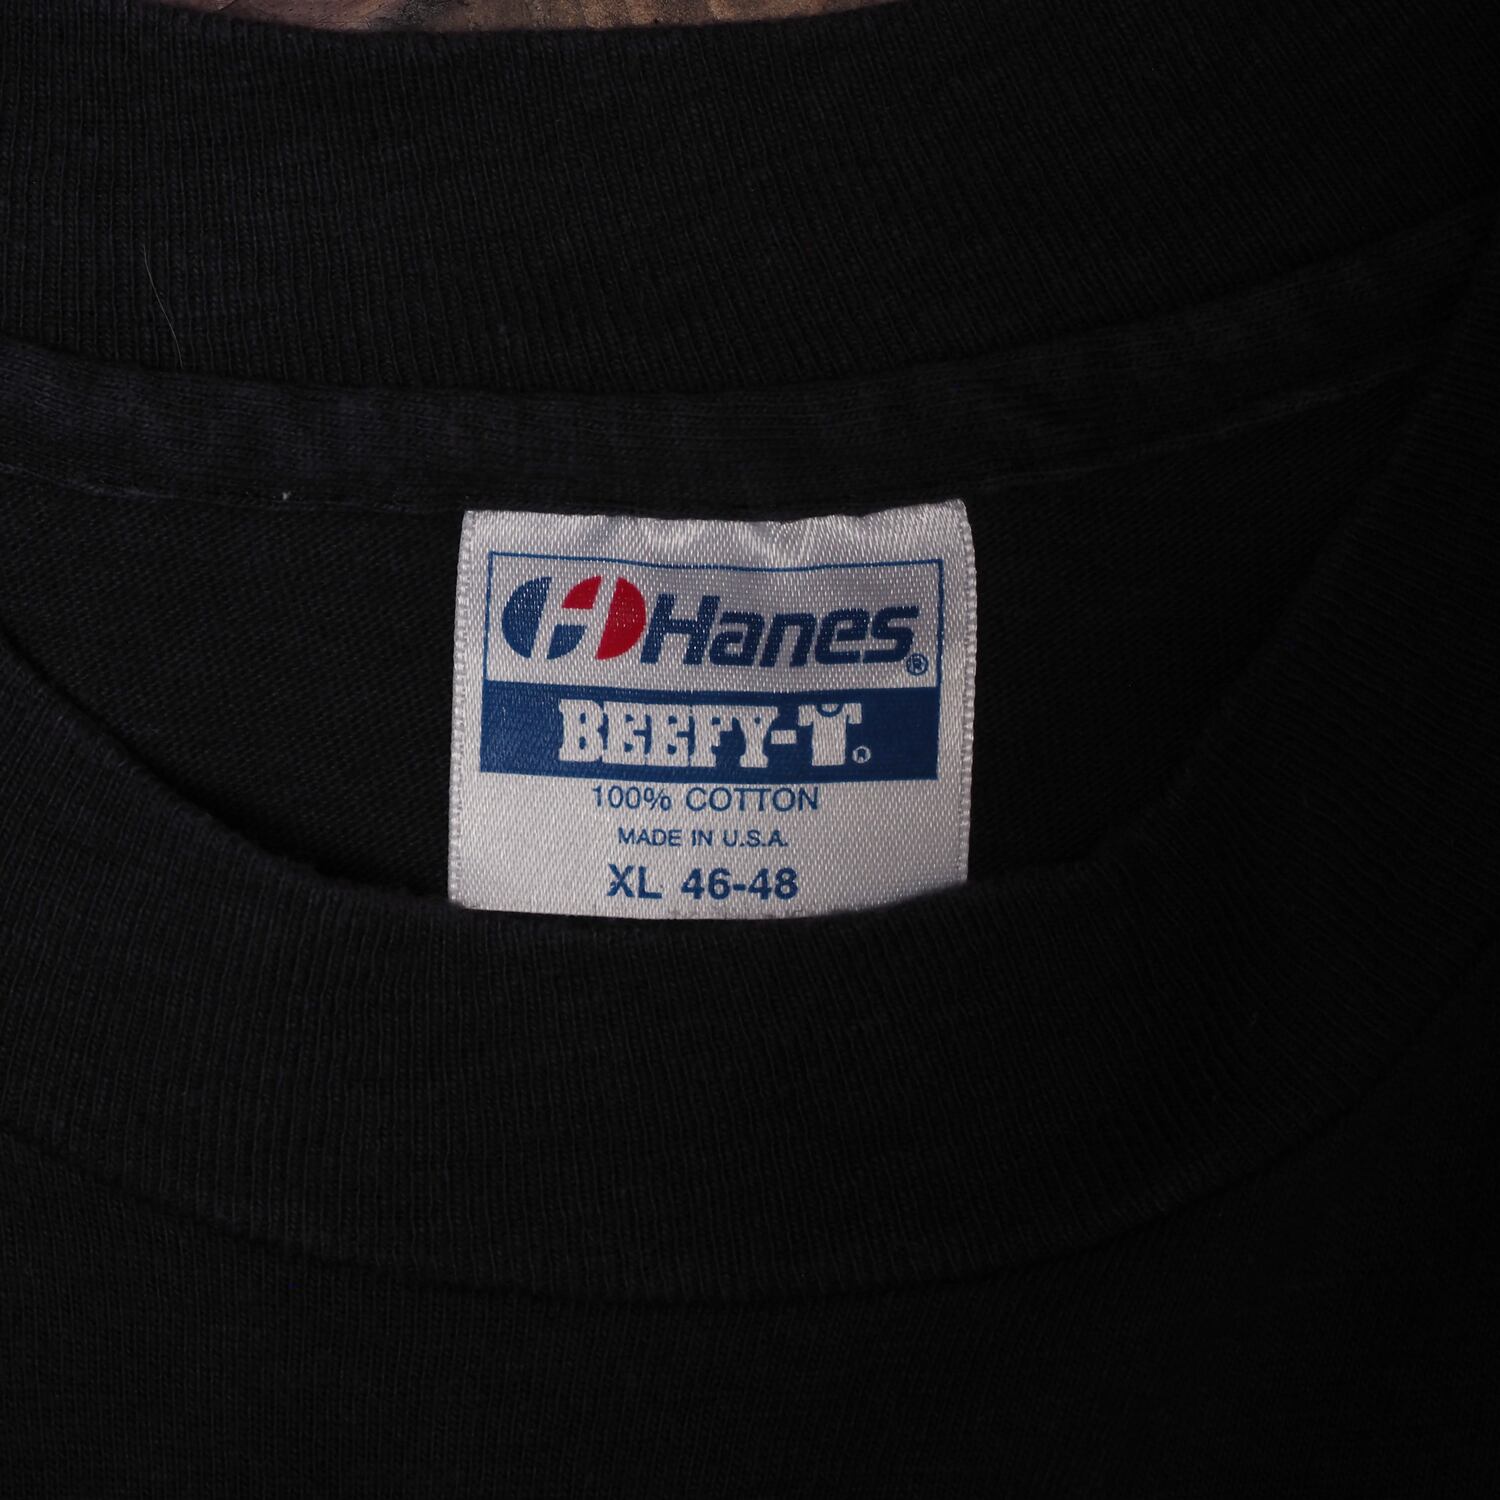 Hanes®
BEEFY-T®
100% COTTON
MADE IN U.S.A.
XL 46-48